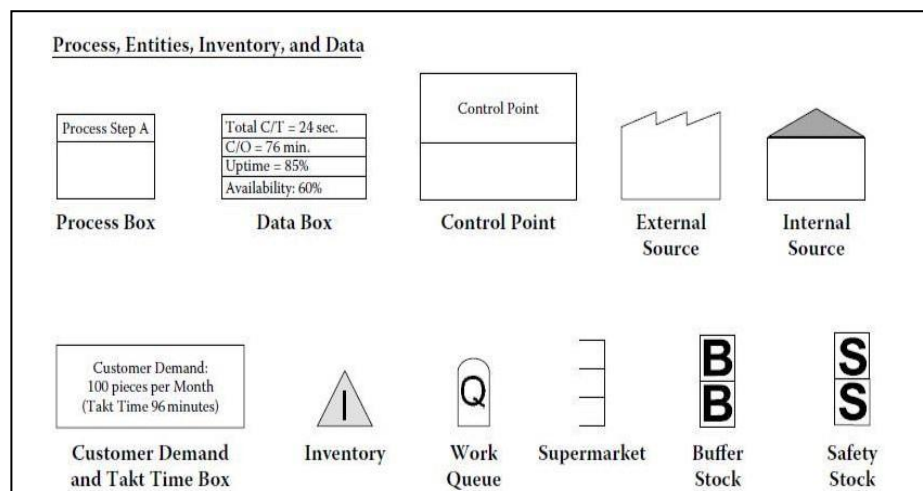 Process, Entities, Inventory, and Data
Process Step A
Process Box
Total C/T = 24 sec.
C/O = 76 min.
Uptime = 85%
Availability: 60%
Data Box
Control Point
Control Point
External
Source
Internal
Source
Customer Demand:
100 pieces per Month
(Takt Time 96 minutes)
Customer Demand
and Takt Time Box
I
Inventory
Q
Work
Queue
Supermarket
B
B
Buffer
Stock
S
S
Safety
Stock